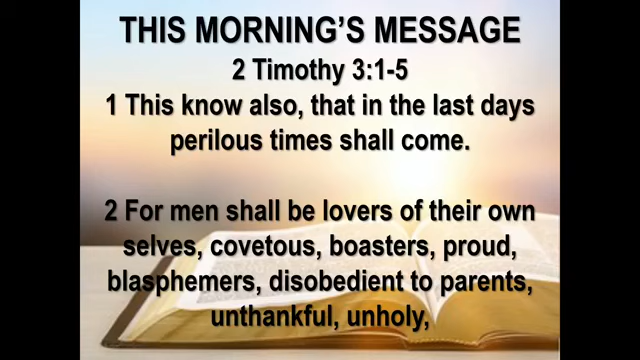 THIS MORNING'S MESSAGE
2 Timothy 3:1-5
1 This know also, that in the last days
perilous times shall come.
2 For men shall be lovers of their own
selves, covetous, boasters, proud,
blasphemers, disobedient to parents,
unthankful, unholy,